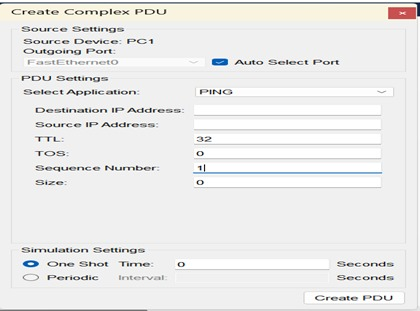 Create Complex PDU
Source Settings
Source Device: PC1
Outgoing Port:
FastEthernet0 Auto Select Port
PDU Settings
Select Application: PING
Destination IP Address:
Source IP Address:
TTL: 32
TOS: 0
Sequence Number: 1
Size: 0
Simulation Settings
One Shot Time: 0 Seconds
Periodic Interval: Seconds
Create PDU